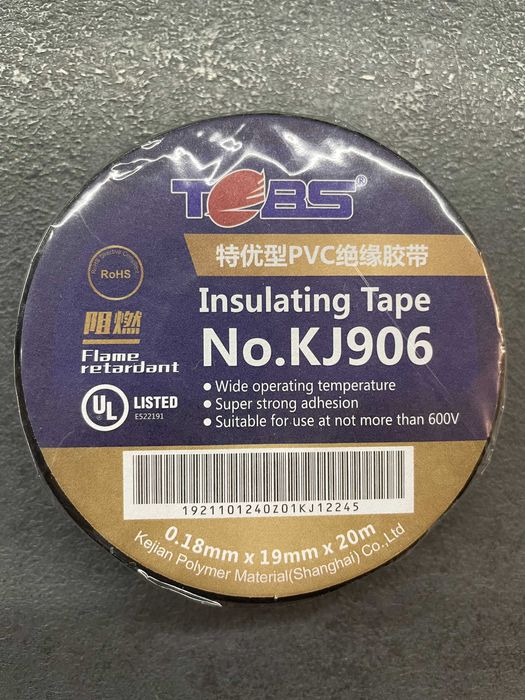 TOBS®
特优型PVC绝缘胶带
RoHS
Insulating Tape
No.KJ906
阻燃
Flame
retardant
• Wide operating temperature
• Super strong adhesion
• Suitable for use at not more than 600V
UL LISTED
E522191
1921101240Z01KJ12245
0.18mm x 19mm x 20m
Kejian Polymer Material(Shanghai) Co.,Ltd